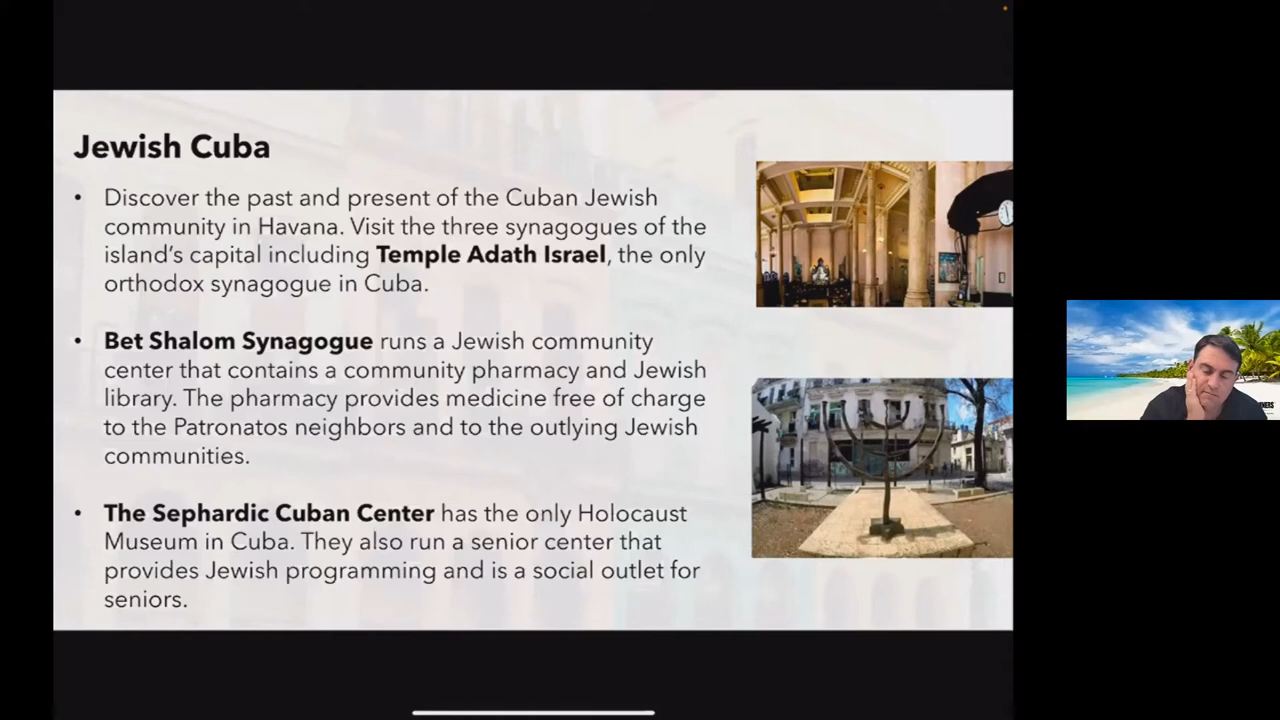 Jewish Cuba
• Discover the past and present of the Cuban Jewish
community in Havana. Visit the three synagogues of the
island's capital including Temple Adath Israel, the only
orthodox synagogue in Cuba.
• Bet Shalom Synagogue runs a Jewish community
center that contains a community pharmacy and Jewish
library. The pharmacy provides medicine free of charge
to the Patronatos neighbors and to the outlying Jewish
communities.
• The Sephardic Cuban Center has the only Holocaust
Museum in Cuba. They also run a senior center that
provides Jewish programming and is a social outlet for
seniors.